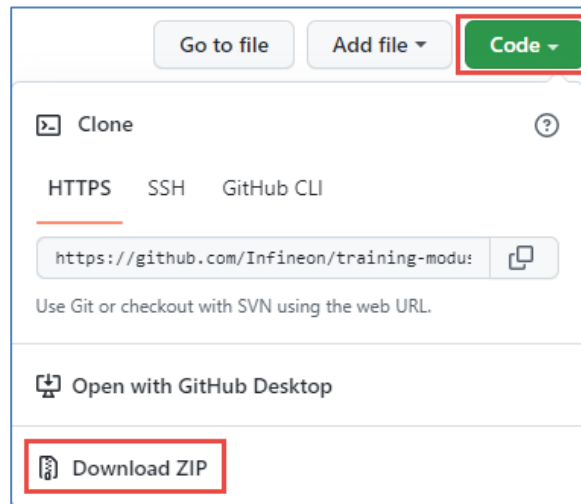 Go to file Add file Code
Clone
HTTPS SSH GitHub CLI
https://github.com/Infineon/training-modus
Use Git or checkout with SVN using the web URL.
Open with GitHub Desktop
Download ZIP